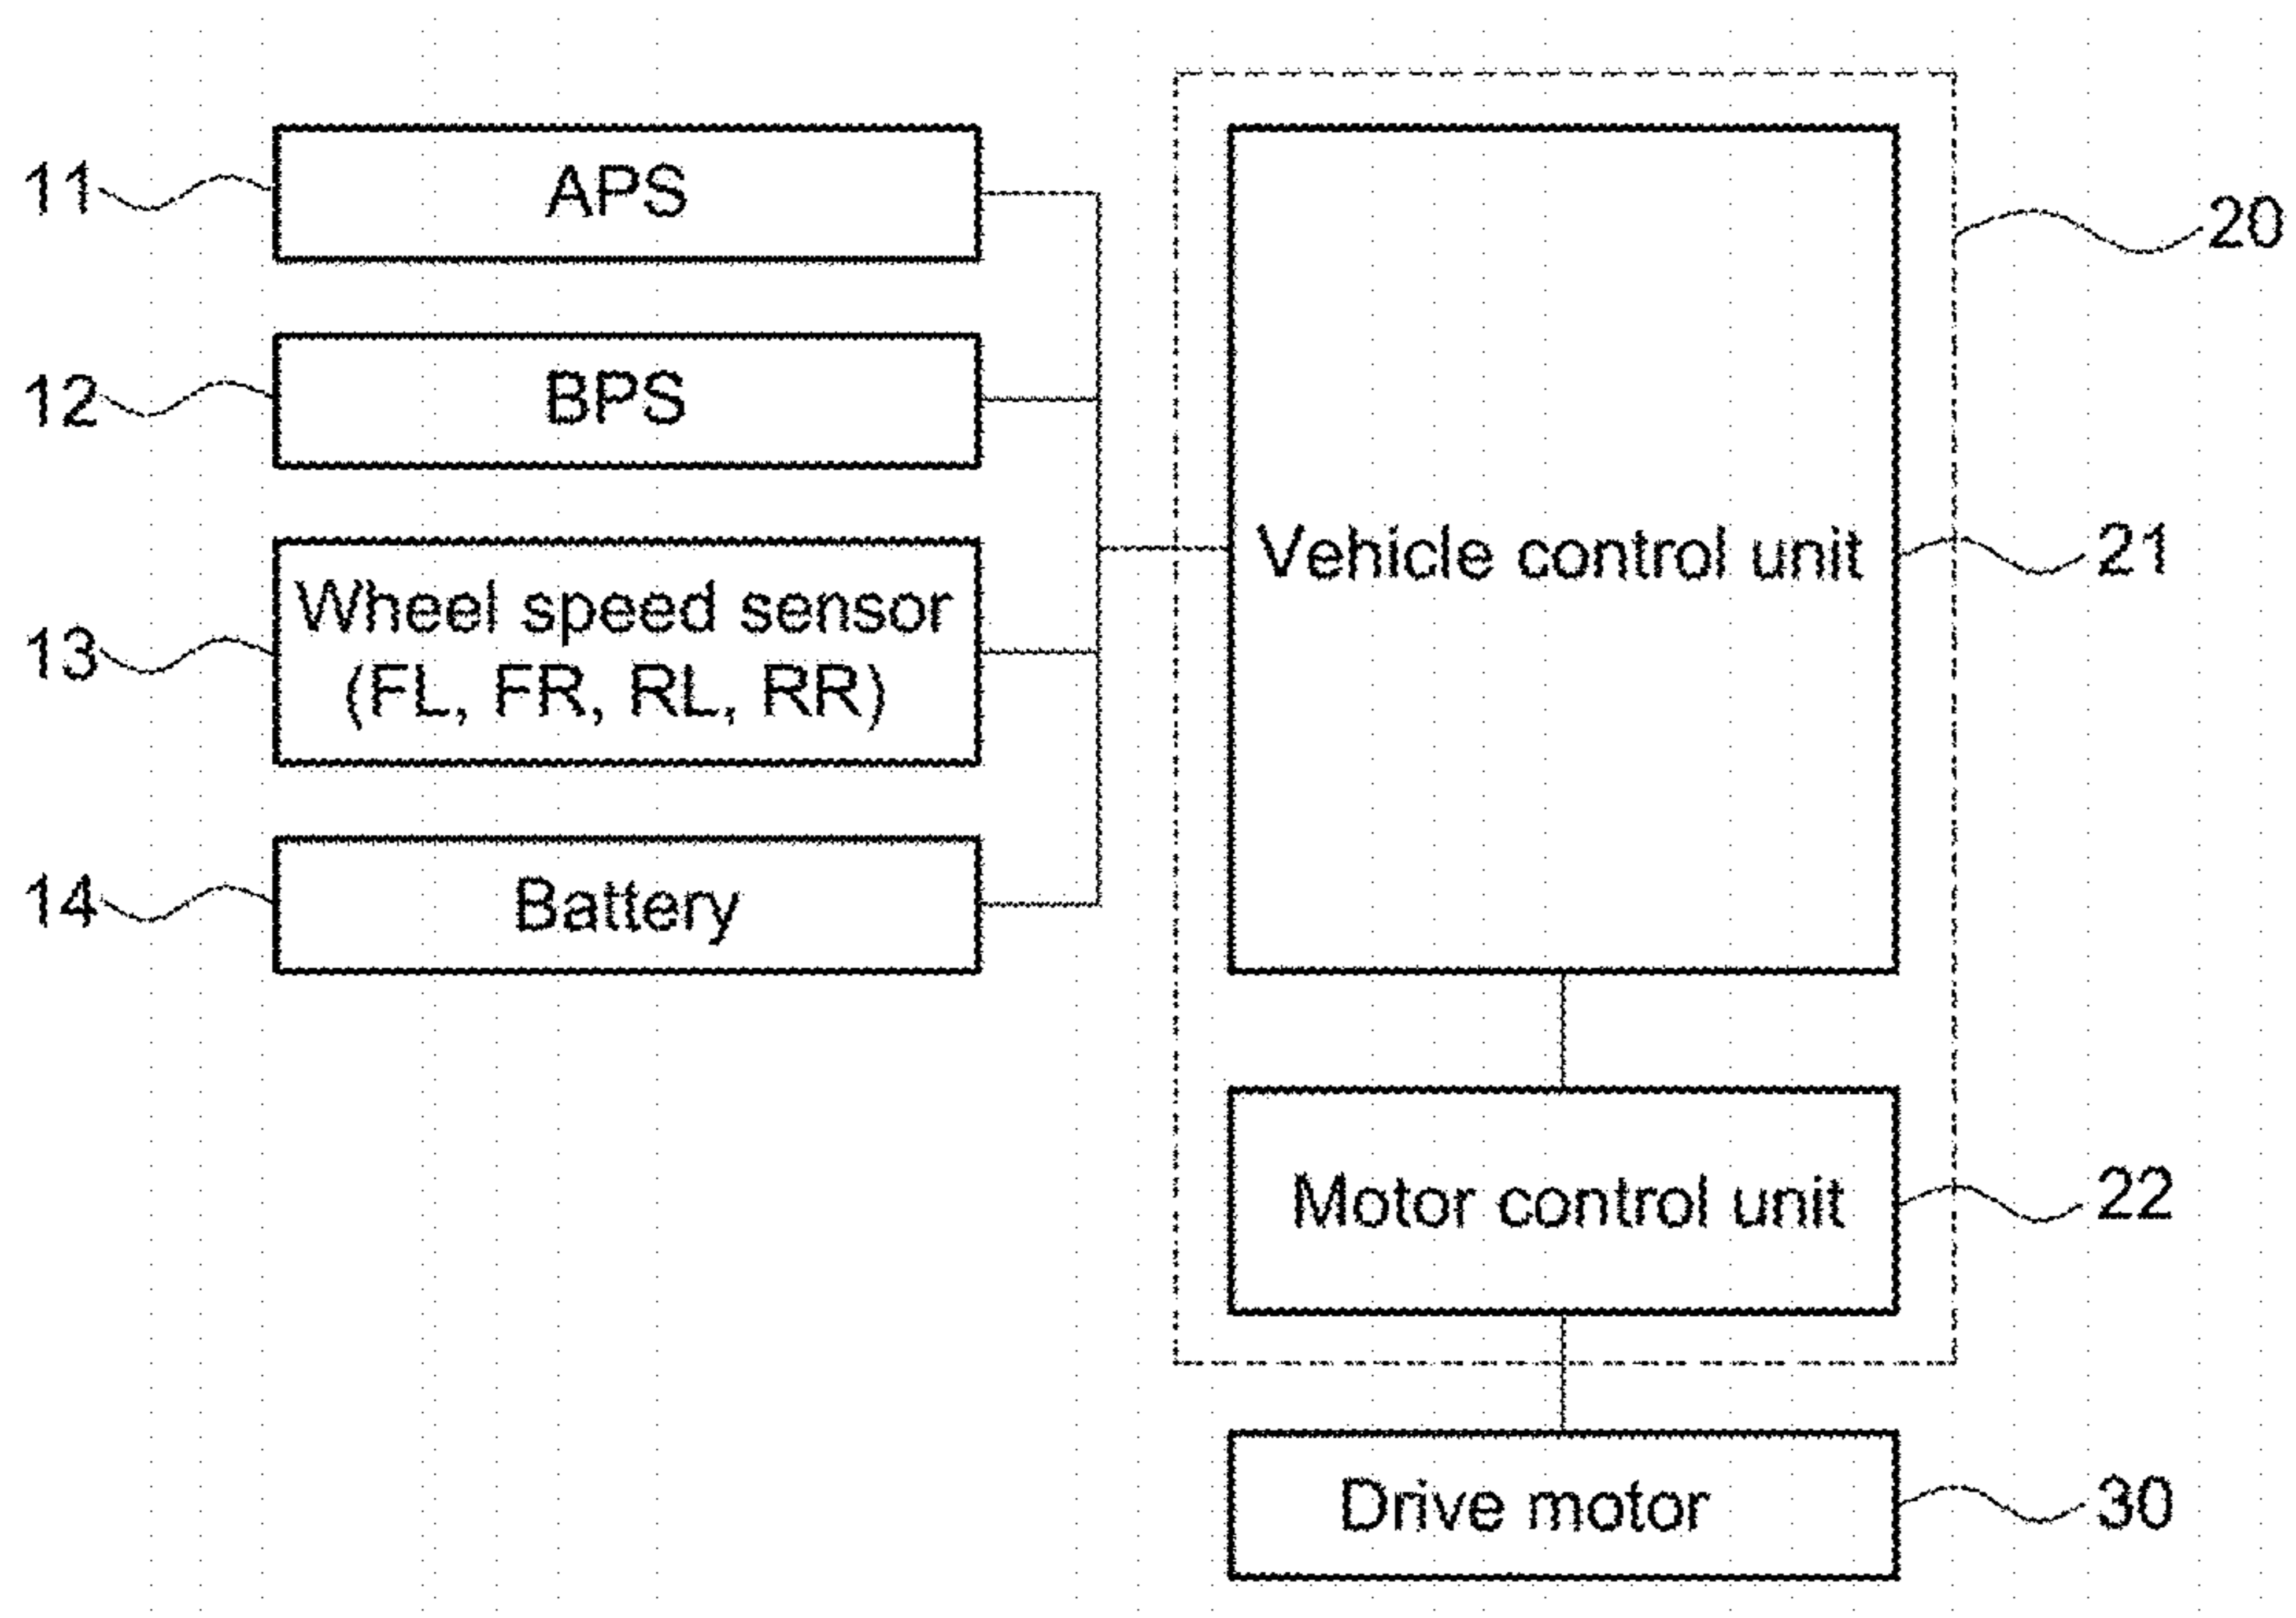 11
APS
12
BPS
13
Wheel speed sensor
(FL, FR, RL, RR)
14
Battery
20
Vehicle control unit
21
Motor control unit
22
Drive motor
30